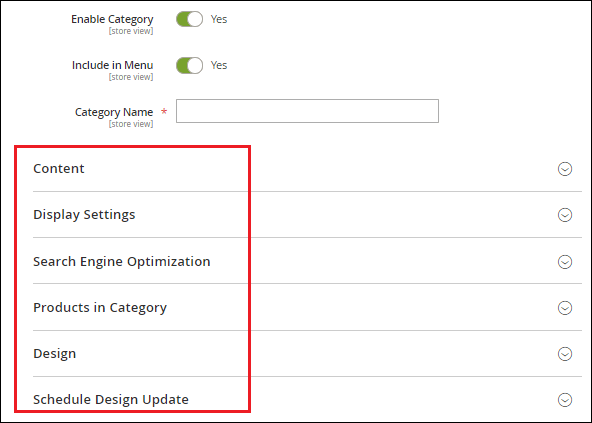 Enable Category Yes
[store view]
Include in Menu Yes
[store view]
Category Name *
[store view]
Content
Display Settings
Search Engine Optimization
Products in Category
Design
Schedule Design Update